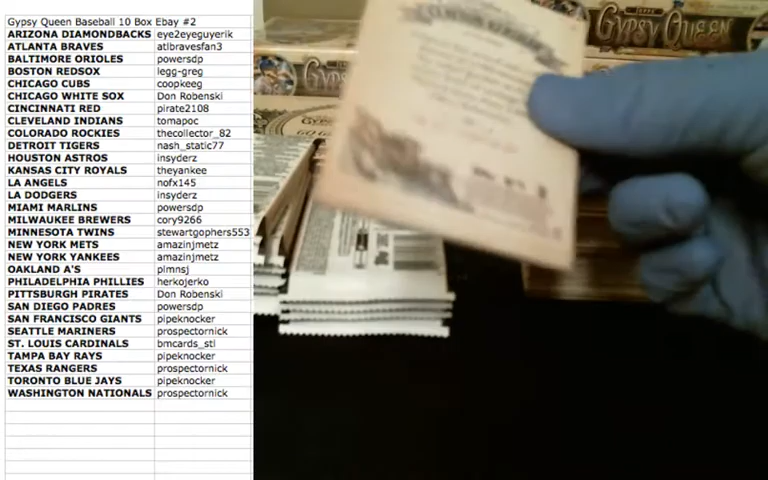 Gypsy Queen Baseball 10 Box Ebay #2
ARIZONA DIAMONDBACKS eye2eyeguyerik
ATLANTA BRAVES atlbravesfan3
BALTIMORE ORIOLES powersdp
BOSTON REDSOX legg-greg
CHICAGO CUBS coopkeeg
CHICAGO WHITE SOX Don Robenski
CINCINNATI RED pirate2108
CLEVELAND INDIANS tomapoc
COLORADO ROCKIES thecollector_82
DETROIT TIGERS nash_static77
HOUSTON ASTROS insyderz
KANSAS CITY ROYALS theyankee
LA ANGELS nofx145
LA DODGERS insyderz
MIAMI MARLINS powersdp
MILWAUKEE BREWERS cory9266
MINNESOTA TWINS stewartgophers553
NEW YORK METS amazinjmetz
NEW YORK YANKEES amazinjmetz
OAKLAND A'S plmnsj
PHILADELPHIA PHILLIES herkojerko
PITTSBURGH PIRATES Don Robenski
SAN DIEGO PADRES powersdp
SAN FRANCISCO GIANTS pipeknocker
SEATTLE MARINERS prospectornick
ST. LOUIS CARDINALS bmcards_stl
TAMPA BAY RAYS pipeknocker
TEXAS RANGERS prospectornick
TORONTO BLUE JAYS pipeknocker
WASHINGTON NATIONALS prospectornick
TOPPS
GYPSY QUEEN